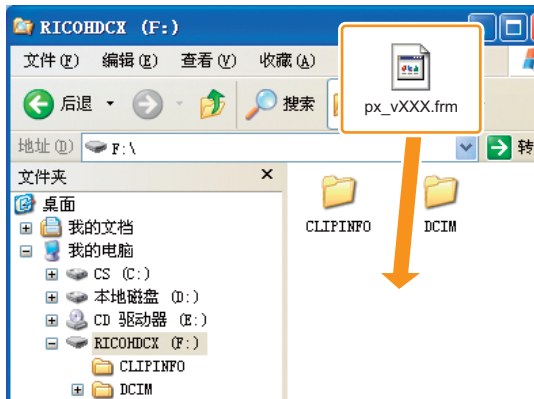 RICOHDCX (F:)
文件(F) 编辑(E) 查看(V) 收藏(A)
px_vXXX.frm
后退 搜索
地址(D) F:\ 转
文件夹 ×
桌面
我的文档
我的电脑
CS (C:)
本地磁盘 (D:)
CD 驱动器 (E:)
RICOHDCX (F:)
CLIPINFO
DCIM
CLIPINFO DCIM